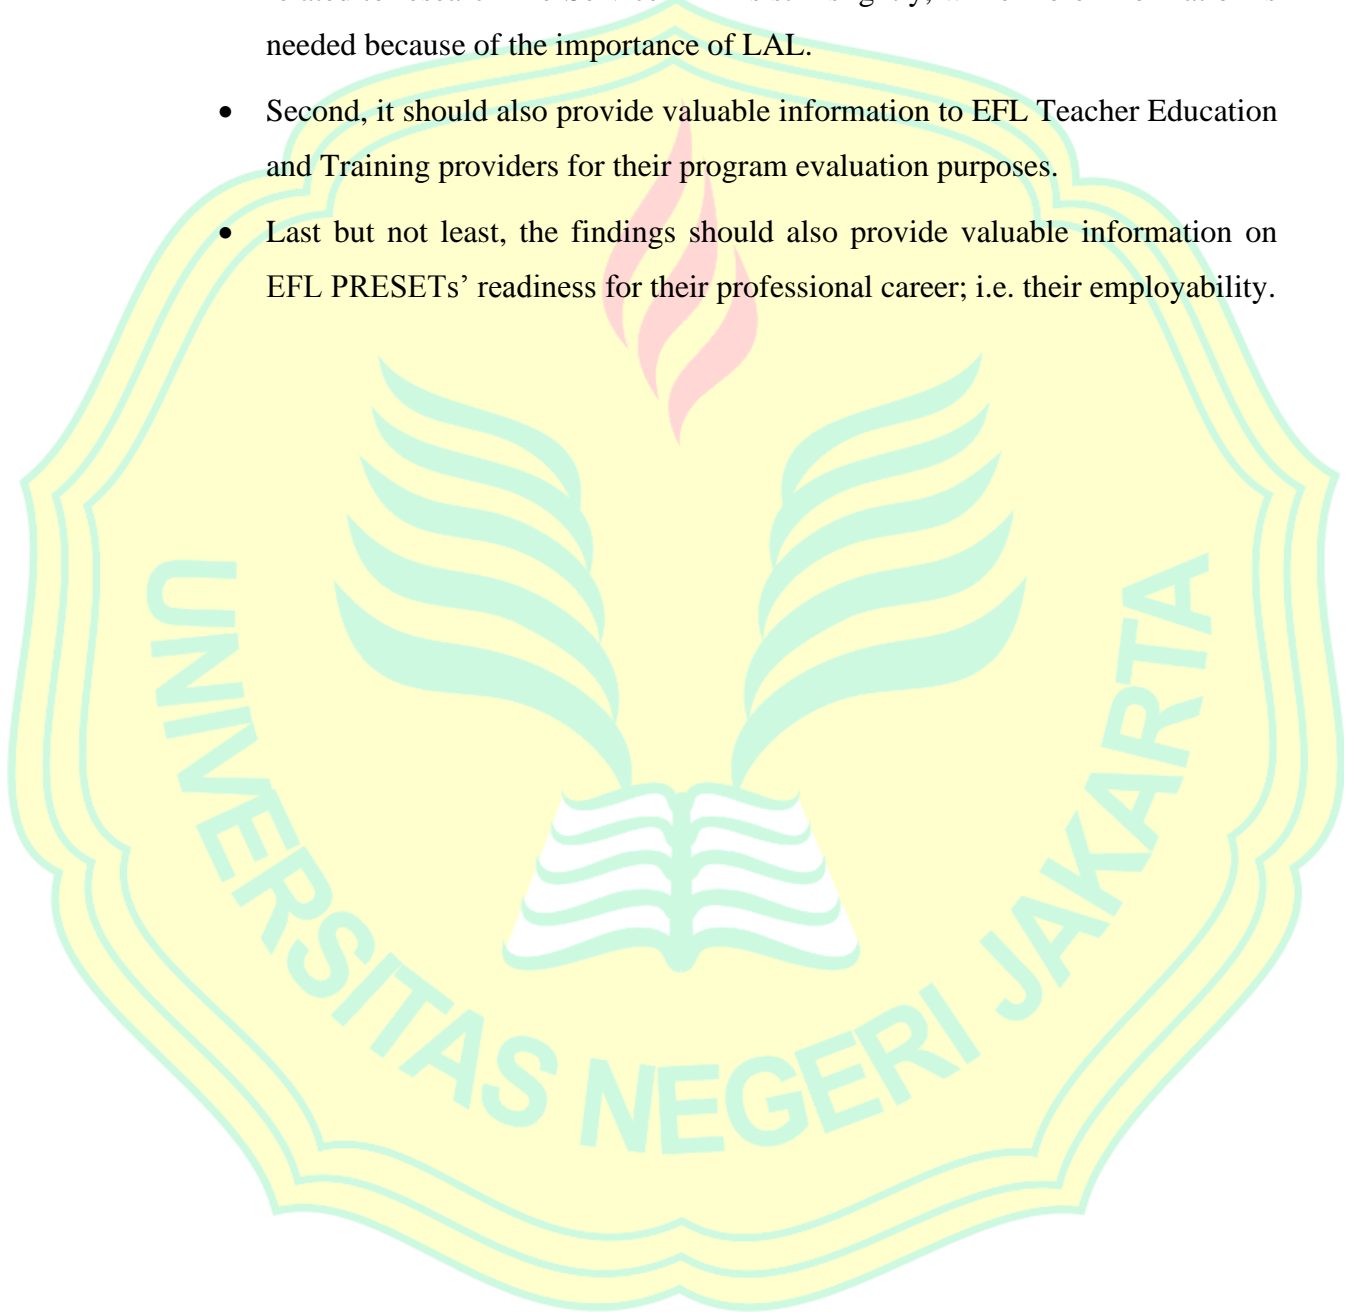 needed because of the importance of LAL.
• Second, it should also provide valuable information to EFL Teacher Education
and Training providers for their program evaluation purposes.
• Last but not least, the findings should also provide valuable information on
EFL PRESETs’ readiness for their professional career; i.e. their employability.
UNIVERSITAS NEGERI JAKARTA